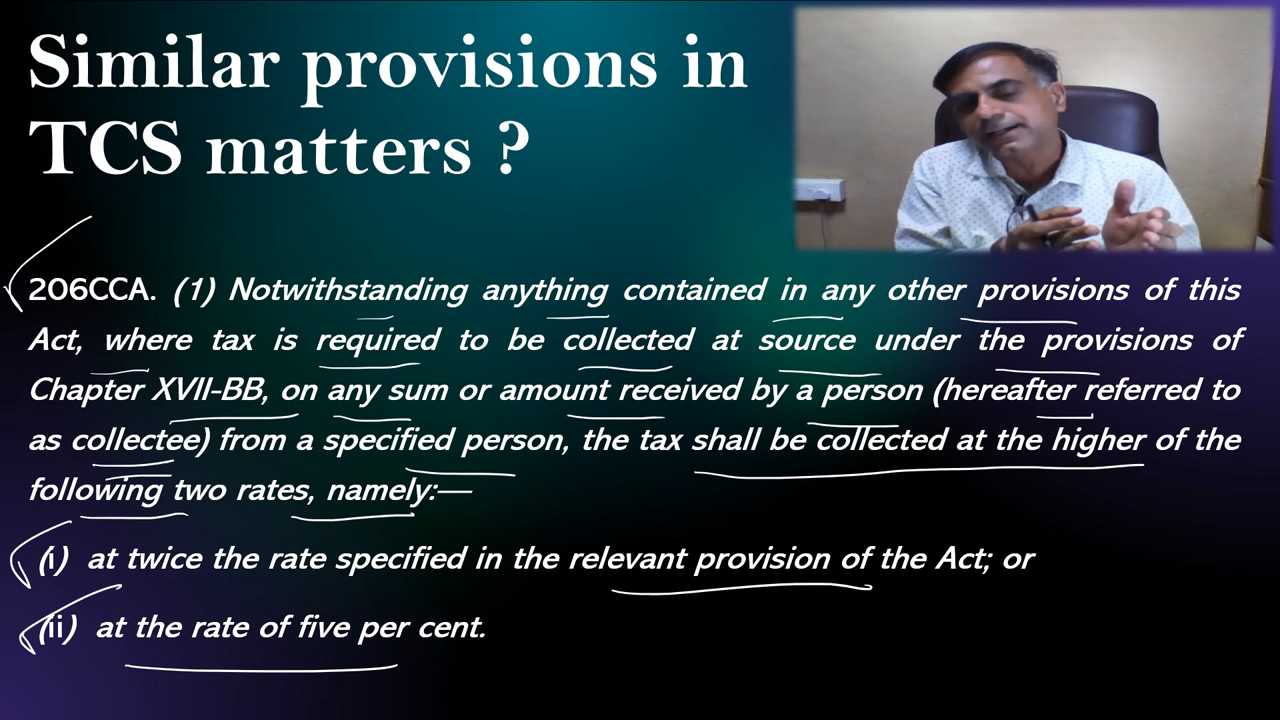 Similar provisions in
TCS matters ?
206CCA. (1) Notwithstanding anything contained in any other provisions of this
Act, where tax is required to be collected at source under the provisions of
Chapter XVII-BB, on any sum or amount received by a person (hereafter referred to
as collectee) from a specified person, the tax shall be collected at the higher of the
following two rates, namely:—
(i) at twice the rate specified in the relevant provision of the Act; or
(ii) at the rate of five per cent.